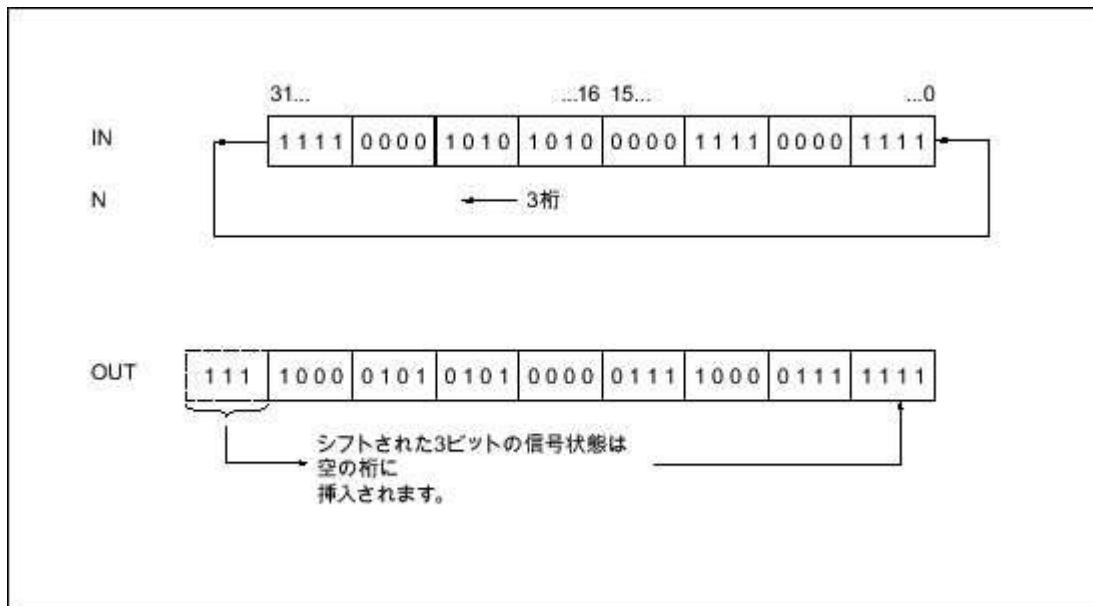 31... ...16 15... ...0
IN 1111 0000 1010 1010 0000 1111 0000 1111
N 3桁
OUT 111 1000 0101 0101 0000 0111 1000 0111 1111
シフトされた3ビットの信号状態は
空の桁に
挿入されます。